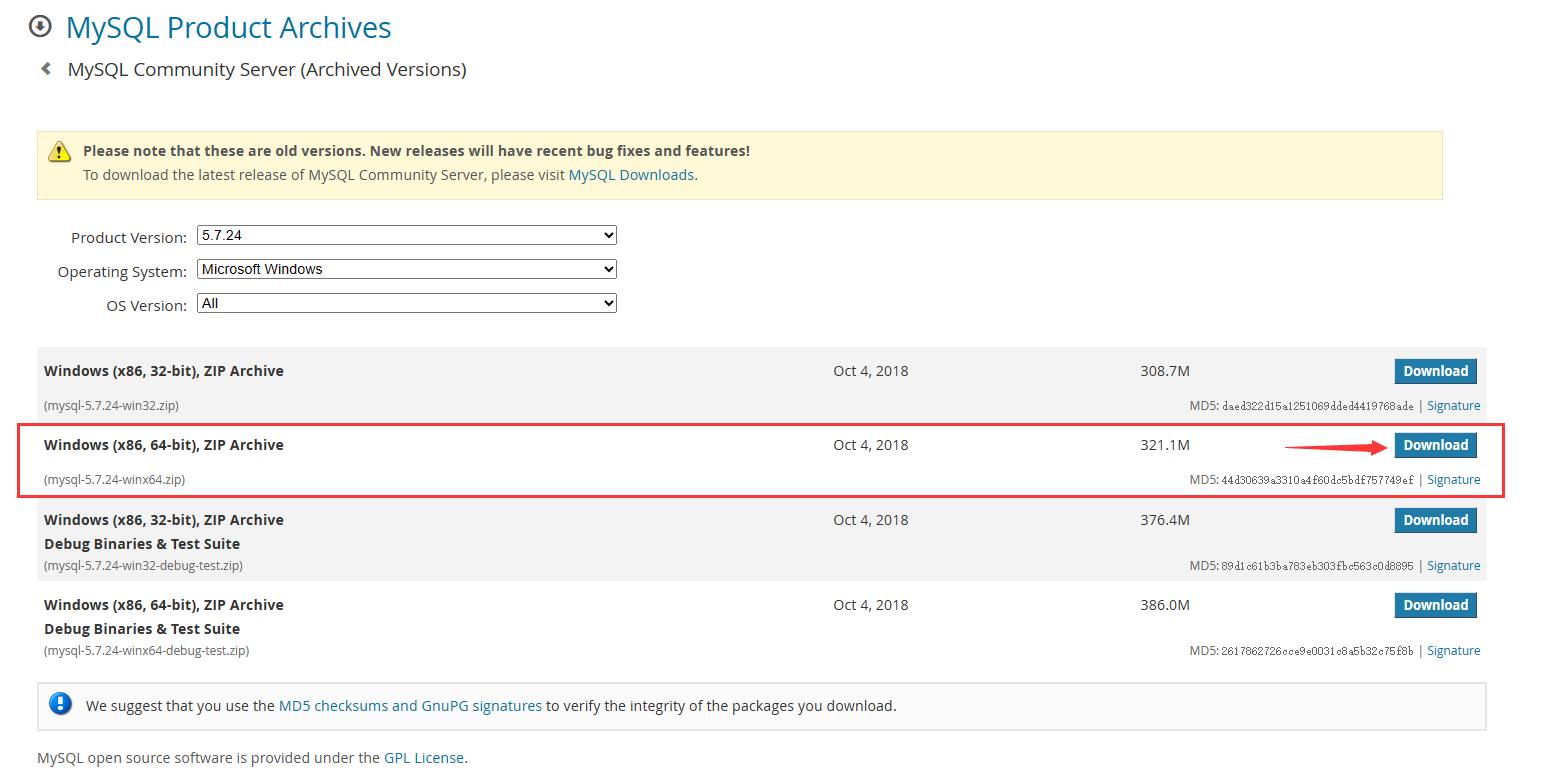 MySQL Product Archives
MySQL Community Server (Archived Versions)
Please note that these are old versions. New releases will have recent bug fixes and features!
To download the latest release of MySQL Community Server, please visit MySQL Downloads.
Product Version: 5.7.24
Operating System: Microsoft Windows
OS Version: All
Windows (x86, 32-bit), ZIP Archive Oct 4, 2018 308.7M Download
(mysql-5.7.24-win32.zip) MD5: daed322d15a1251069dded4419768ade | Signature
Windows (x86, 64-bit), ZIP Archive Oct 4, 2018 321.1M Download
(mysql-5.7.24-winx64.zip) MD5: 44d30639a3310a4f60dc5bdf757749ef | Signature
Windows (x86, 32-bit), ZIP Archive Oct 4, 2018 376.4M Download
Debug Binaries & Test Suite
(mysql-5.7.24-win32-debug-test.zip) MD5: 89d1c61b3ba783eb303fbc563c0d8895 | Signature
Windows (x86, 64-bit), ZIP Archive Oct 4, 2018 386.0M Download
Debug Binaries & Test Suite
(mysql-5.7.24-winx64-debug-test.zip) MD5: 2617862726cce9e0031c8a5b32c75f8b | Signature
We suggest that you use the MD5 checksums and GnuPG signatures to verify the integrity of the packages you download.
MySQL open source software is provided under the GPL License.